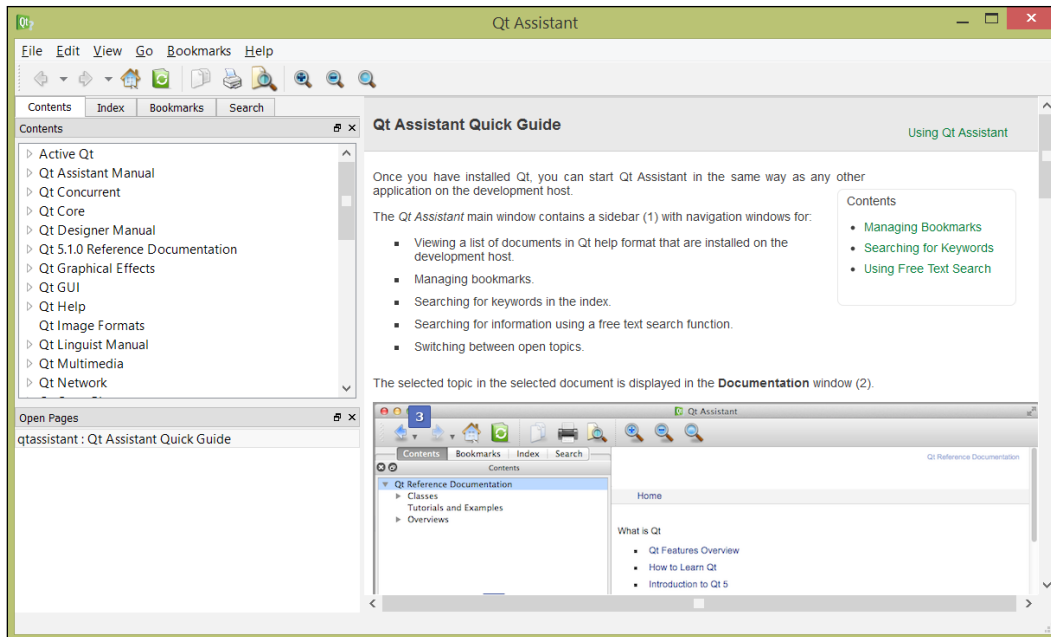 Qt Assistant
File Edit View Go Bookmarks Help
Contents Index Bookmarks Search
Contents
Active Qt
Qt Assistant Manual
Qt Concurrent
Qt Core
Qt Designer Manual
Qt 5.1.0 Reference Documentation
Qt Graphical Effects
Qt GUI
Qt Help
Qt Image Formats
Qt Linguist Manual
Qt Multimedia
Qt Network
Open Pages
qtassistant : Qt Assistant Quick Guide
Qt Assistant Quick Guide
Using Qt Assistant
Once you have installed Qt, you can start Qt Assistant in the same way as any other
application on the development host.
The Qt Assistant main window contains a sidebar (1) with navigation windows for:
Viewing a list of documents in Qt help format that are installed on the
development host.
Managing bookmarks.
Searching for keywords in the index.
Searching for information using a free text search function.
Switching between open topics.
Contents
Managing Bookmarks
Searching for Keywords
Using Free Text Search
The selected topic in the selected document is displayed in the Documentation window (2).
3
Qt Assistant
Contents Bookmarks Index Search
Contents
Qt Reference Documentation
Classes
Tutorials and Examples
Overviews
Qt Reference Documentation
Home
What is Qt
Qt Features Overview
How to Learn Qt
Introduction to Qt 5